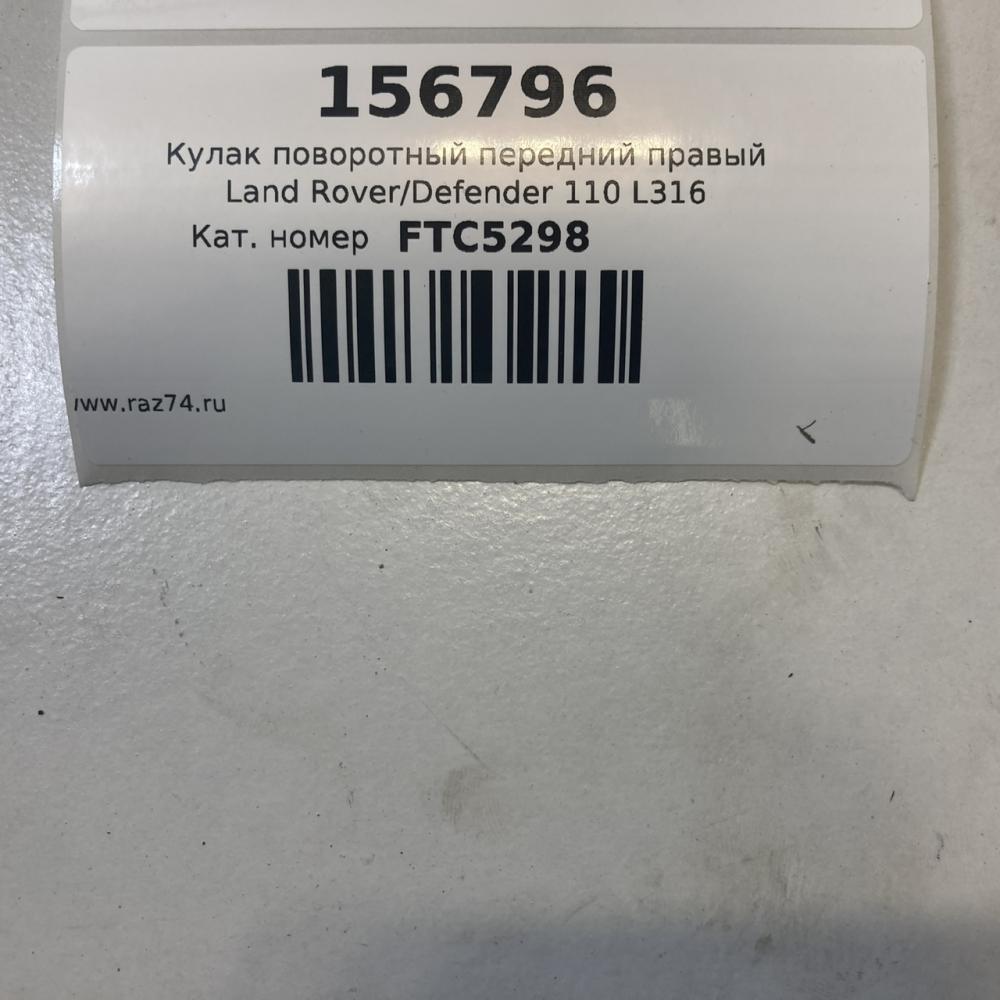 156796
Кулак поворотный передний правый
Land Rover/Defender 110 L316
Кат. номер FTC5298
www.raz74.ru